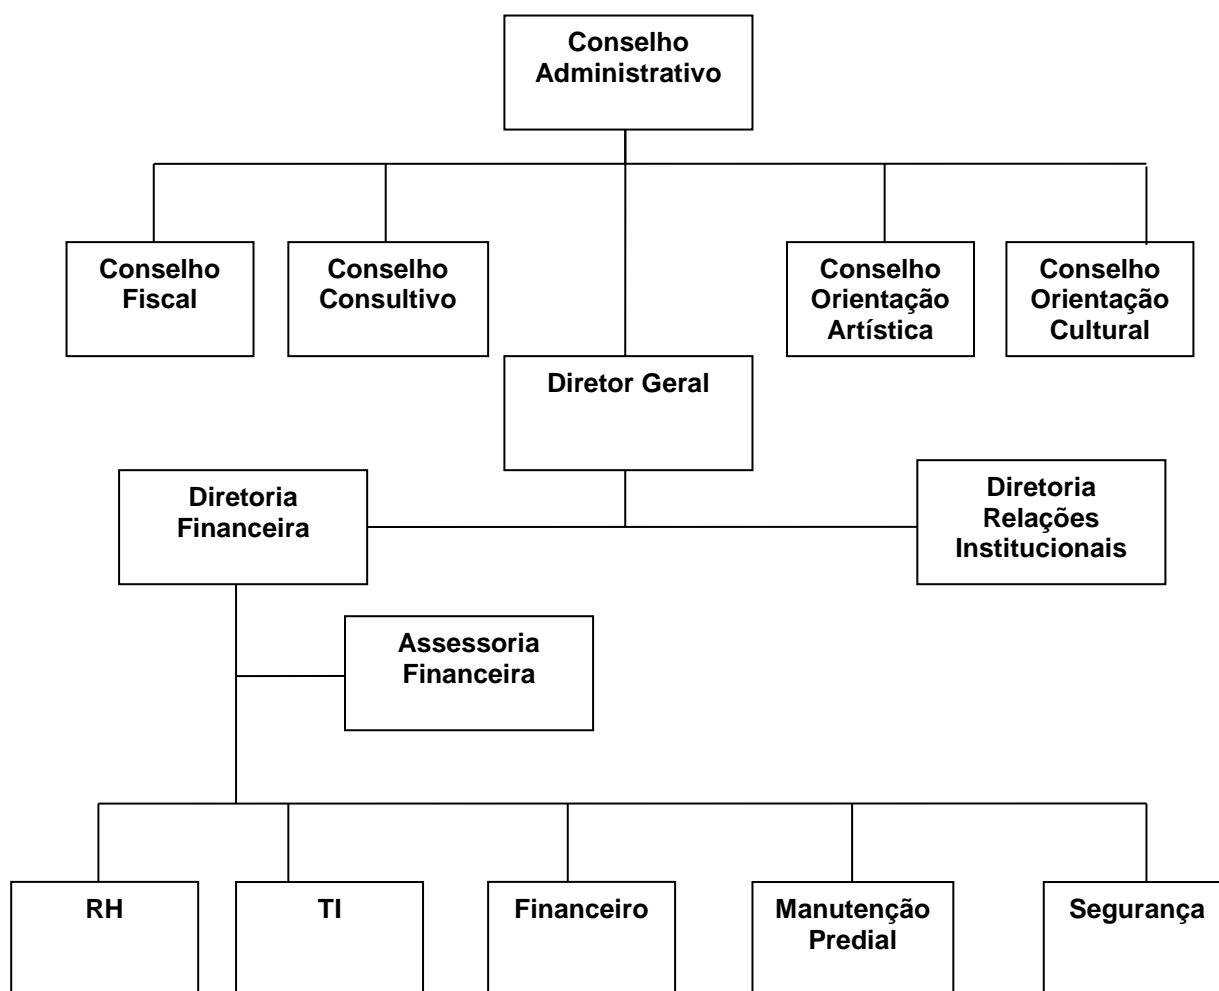 Conselho
Administrativo
Conselho
Fiscal
Conselho
Consultivo
Conselho
Orientação
Artística
Conselho
Orientação
Cultural
Diretor Geral
Diretoria
Financeira
Diretoria
Relações
Institucionais
Assessoria
Financeira
RH
TI
Financeiro
Manutenção
Predial
Segurança